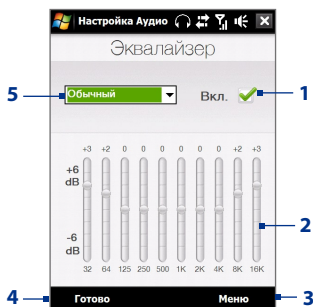 Настройка Аудио
Эквалайзер
5 Обычный Вкл. 1
+3 +2 0 0 0 0 0 0 +2 +3
+6
dB
2
-6
dB
32 64 125 250 500 1K 2K 4K 8K 16K
4 Готово Меню 3